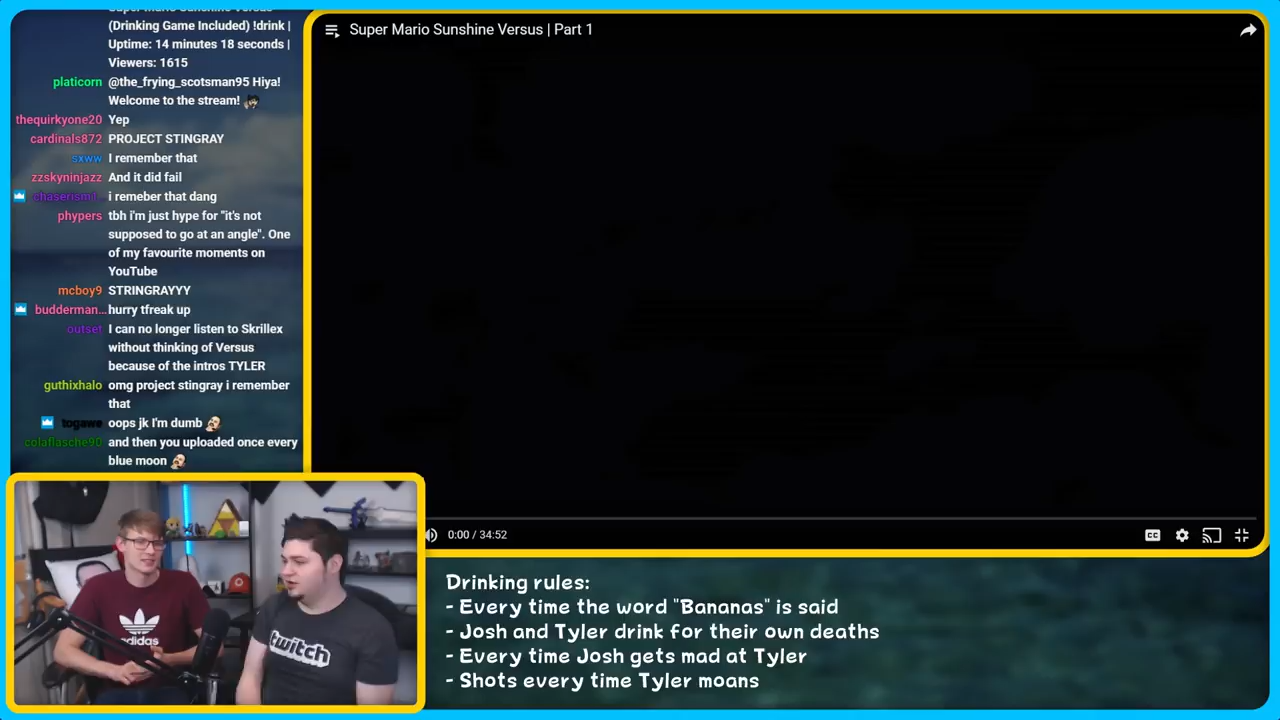 (Drinking Game Included) !drink |
Uptime: 14 minutes 18 seconds |
Viewers: 1615
platicorn @the_frying_scotsman95 Hiya!
Welcome to the stream!
thequirkyone20 Yep
cardinals872 PROJECT STINGRAY
sxww I remember that
zzskyninjazz And it did fail
i remeber that dang
phypers tbh i'm just hype for "it's not
supposed to go at an angle". One
of my favourite moments on
YouTube
mcboy9 STRINGRAYYY
budderman... hurry tfreak up
outset I can no longer listen to Skrillex
without thinking of Versus
because of the intros TYLER
guthixhalo omg project stingray i remember
that
togawe oops jk I'm dumb
colaflasche90 and then you uploaded once every
blue moon
Super Mario Sunshine Versus | Part 1
0:00 / 34:52
CC
adidas
twitch
Drinking rules:
- Every time the word "Bananas" is said
- Josh and Tyler drink for their own deaths
- Every time Josh gets mad at Tyler
- Shots every time Tyler moans